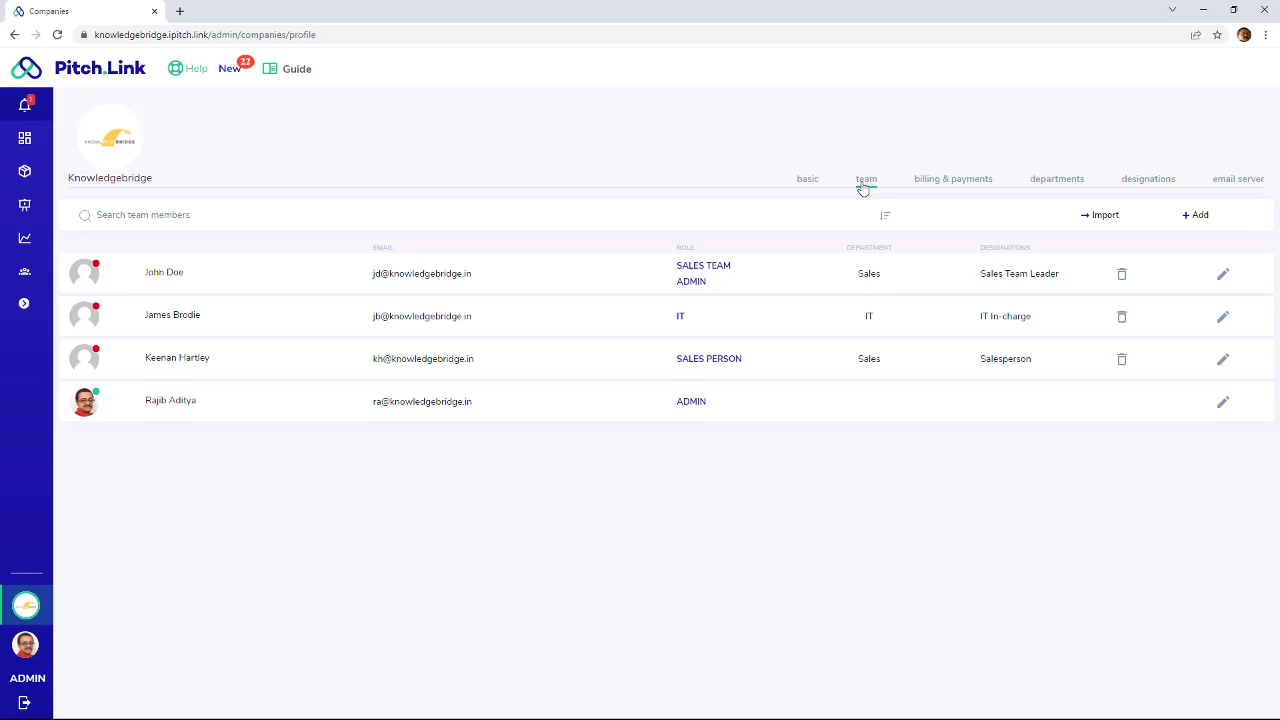 Companies
knowledgebridge.ipitch.link/admin/companies/profile
Pitch.Link
Help
New
22
Guide
1
KNOWLEDGEBRIDGE
Knowledgebridge
basic
team
billing & payments
departments
designations
email server
Search team members
Import
+ Add
EMAIL
ROLE
DEPARTMENT
DESIGNATIONS
John Doe
jd@knowledgebridge.in
SALES TEAM
ADMIN
Sales
Sales Team Leader
James Brodie
jb@knowledgebridge.in
IT
IT
IT In-charge
Keenan Hartley
kh@knowledgebridge.in
SALES PERSON
Sales
Salesperson
Rajib Aditya
ra@knowledgebridge.in
ADMIN
ADMIN